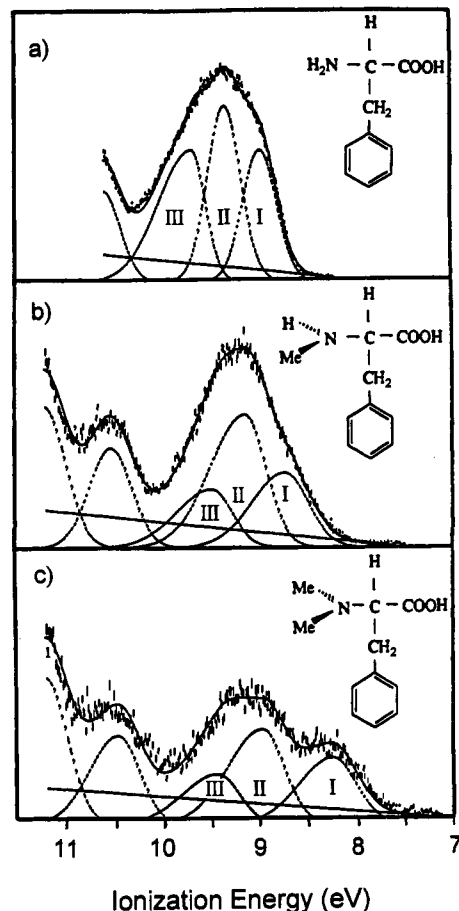 a)
H
H₂N – C – COOH
CH₂
III
II
I
b)
H
H
N – C – COOH
Me
CH₂
III
II
I
c)
H
Me
N – C – COOH
Me
CH₂
1
III
II
I
11 10 9 8 7
Ionization Energy (eV)